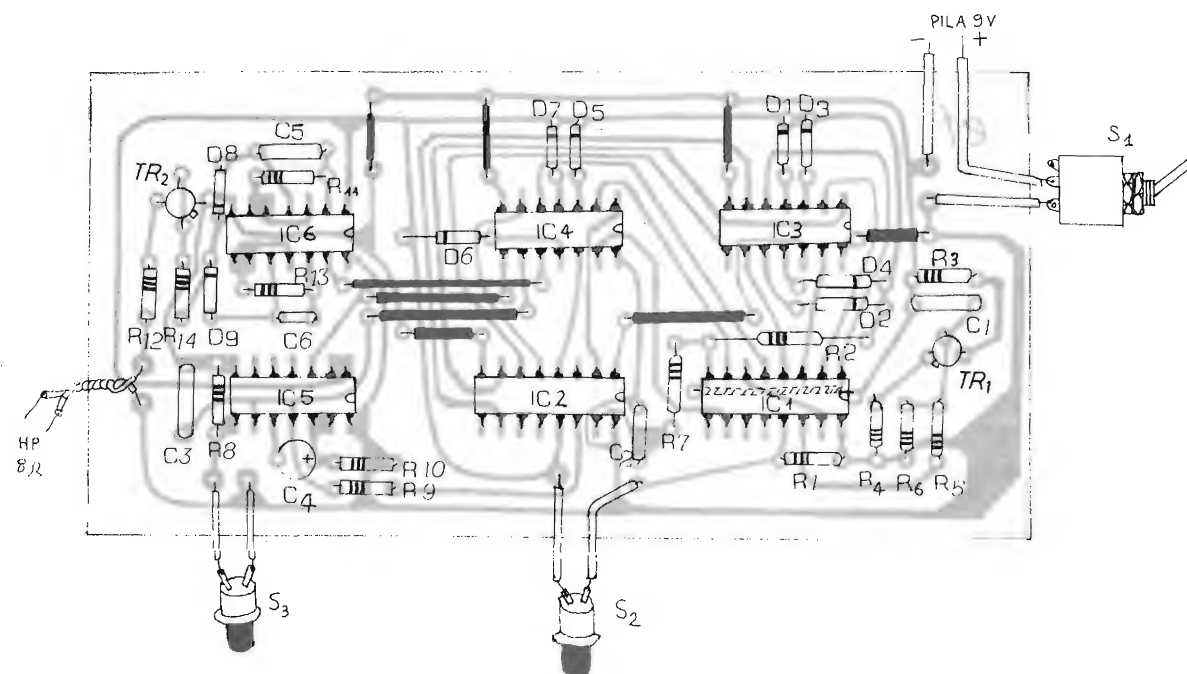 PILA 9V
- +
S1
D7 D5
D1 D3
C5
D8
TR2
R11
IC6
IC4
IC3
D6
D4
R3
R13
D2
C1
R12
R14
D9
C6
R2
TR1
HP
8Ω
IC5
IC2
IC1
C3
R8
R7
C2
C4
R10
R9
R1
R4
R6
R5
S3
S2